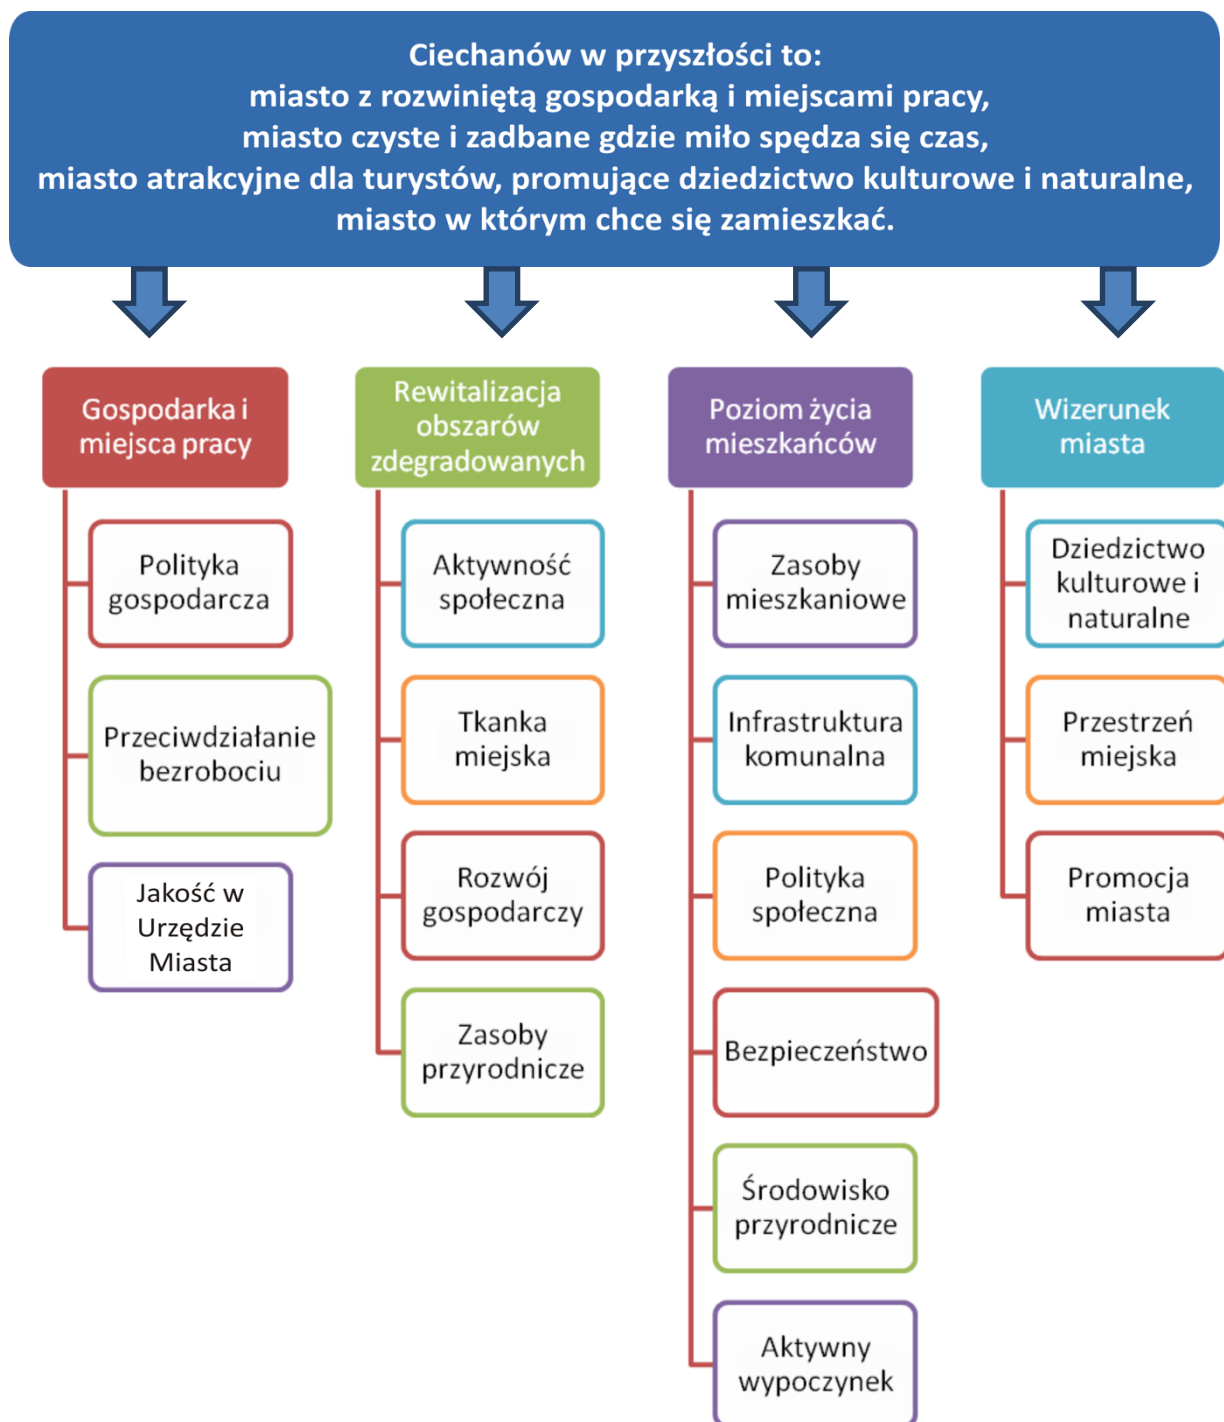 Ciechanów w przyszłości to:
miasto z rozwiniętą gospodarką i miejscami pracy,
miasto czyste i zadbane gdzie miło spędza się czas,
miasto atrakcyjne dla turystów, promujące dziedzictwo kulturowe i naturalne,
miasto w którym chce się zamieszkać.
Gospodarka i
miejsca pracy
Polityka
gospodarcza
Przeciwdziałanie
bezrobociu
Jakość w
Urzędzie
Miasta
Rewitalizacja
obszarów
zdegradowanych
Aktywność
społeczna
Tkanka
miejska
Rozwój
gospodarczy
Zasoby
przyrodnicze
Poziom życia
mieszkańców
Zasoby
mieszkaniowe
Infrastruktura
komunalna
Polityka
społeczna
Bezpieczeństwo
Środowisko
przyrodnicze
Aktywny
wypoczynek
Wizerunek
miasta
Dziedzictwo
kulturowe i
naturalne
Przestrzeń
miejska
Promocja
miasta